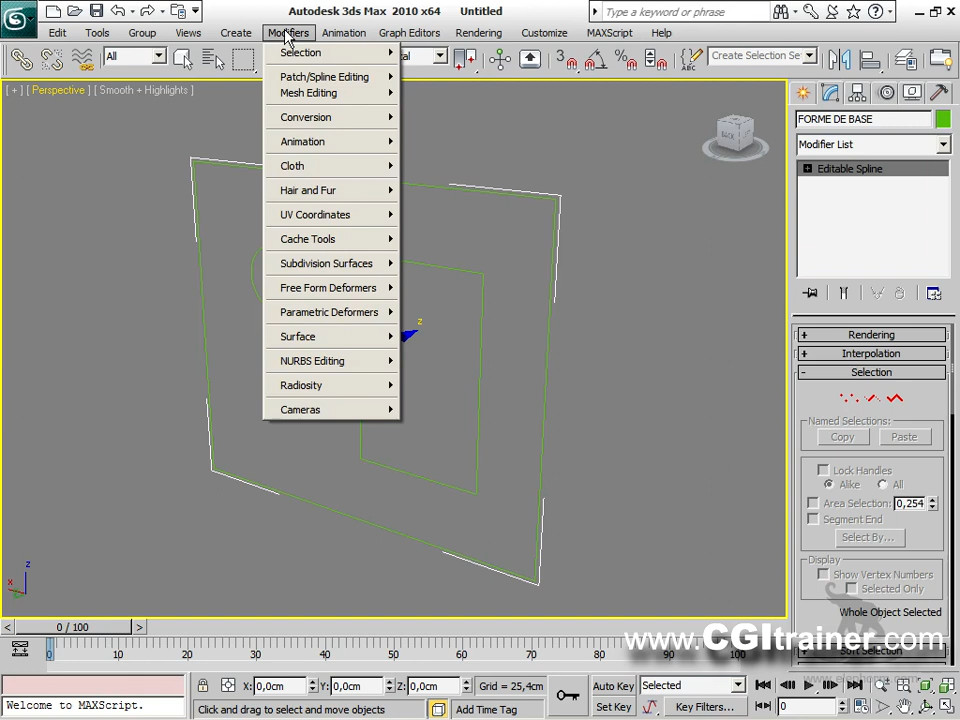 Autodesk 3ds Max 2010 x64 Untitled
Type a keyword or phrase
Edit Tools Group Views Create Modifiers Animation Graph Editors Rendering Customize MAXScript Help
All
Create Selection Se
[ + ] [ Perspective ] [ Smooth + Highlights ]
Selection
Patch/Spline Editing
Mesh Editing
Conversion
Animation
Cloth
Hair and Fur
UV Coordinates
Cache Tools
Subdivision Surfaces
Free Form Deformers
Parametric Deformers
Surface
NURBS Editing
Radiosity
Cameras
BACK
z
z
x
FORME DE BASE
Modifier List
Editable Spline
+ Rendering
+ Interpolation
- Selection
Named Selections:
Copy Paste
Lock Handles
Alike All
Area Selection: 0,254
Segment End
Select By...
Display
Show Vertex Numbers
Selected Only
Whole Object Selected
Soft Selection
www.CGItrainer.com
< 0 / 100 >
0 10 20 30 40 50 60 70 80 90 100
X: 0,0cm Y: 0,0cm Z: 0,0cm Grid = 25,4cm
Auto Key Selected
Welcome to MAXScript.
Click and drag to select and move objects
Add Time Tag
Set Key Key Filters... 0